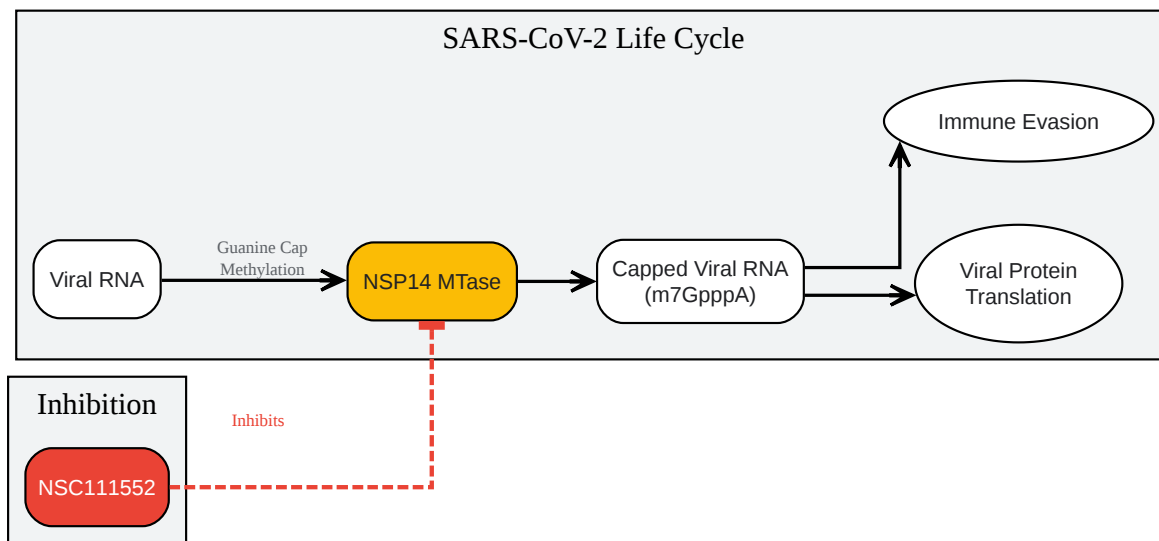 SARS-CoV-2 Life Cycle
Immune Evasion
Guanine Cap
Methylation
Viral RNA
NSP14 MTase
Capped Viral RNA
(m7GpppA)
Viral Protein
Translation
Inhibition
Inhibits
NSC111552